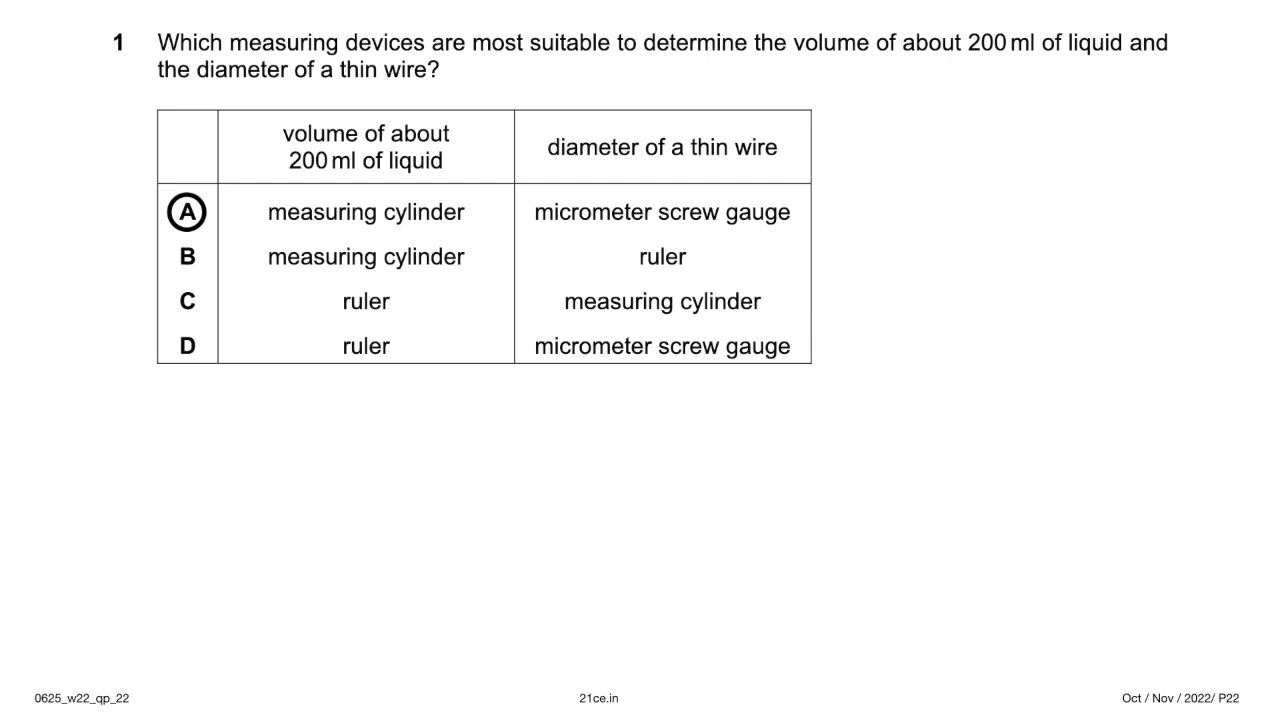 1 Which measuring devices are most suitable to determine the volume of about 200 ml of liquid and
the diameter of a thin wire?
volume of about
200 ml of liquid
diameter of a thin wire
A measuring cylinder micrometer screw gauge
B measuring cylinder ruler
C ruler measuring cylinder
D ruler micrometer screw gauge
0625_w22_qp_22 21ce.in Oct / Nov / 2022/ P22